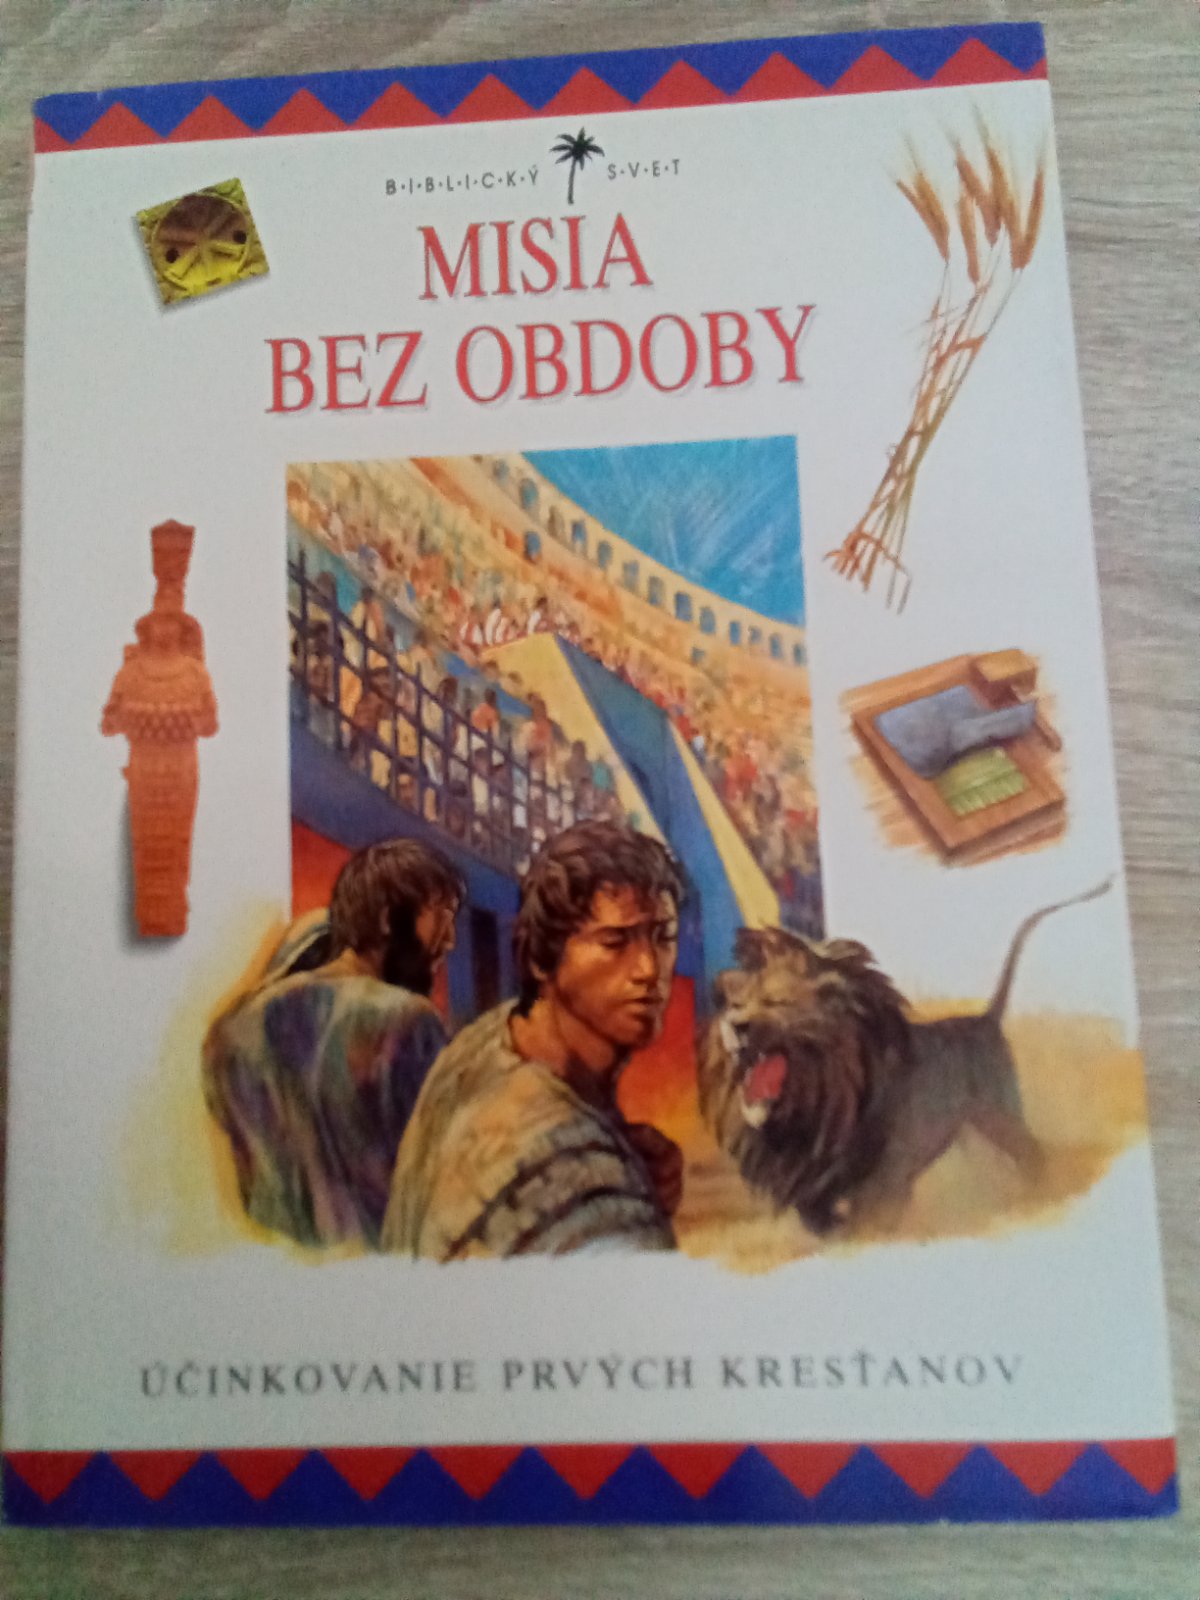 B·I·B·L·I·C·K·Ý S·V·E·T
MISIA
BEZ OBDOBY
ÚČINKOVANIE PRVÝCH KRESŤANOV